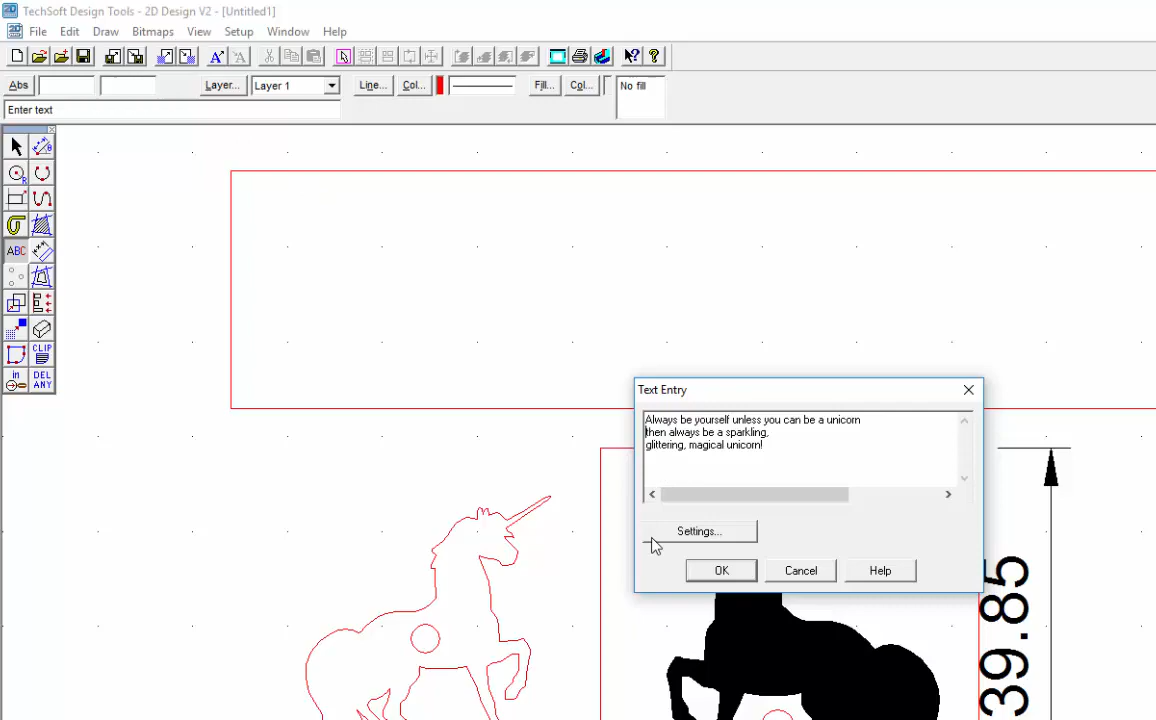 TechSoft Design Tools - 2D Design V2 - [Untitled1]
File Edit Draw Bitmaps View Setup Window Help
Abs Layer... Layer 1 Line... Col... Fill... Col... No fill
Enter text
ABC
CLIP
in DEL ANY
Text Entry
Always be yourself unless you can be a unicorn
then always be a sparkling,
glittering, magical unicorn!
Settings...
OK Cancel Help
39.85